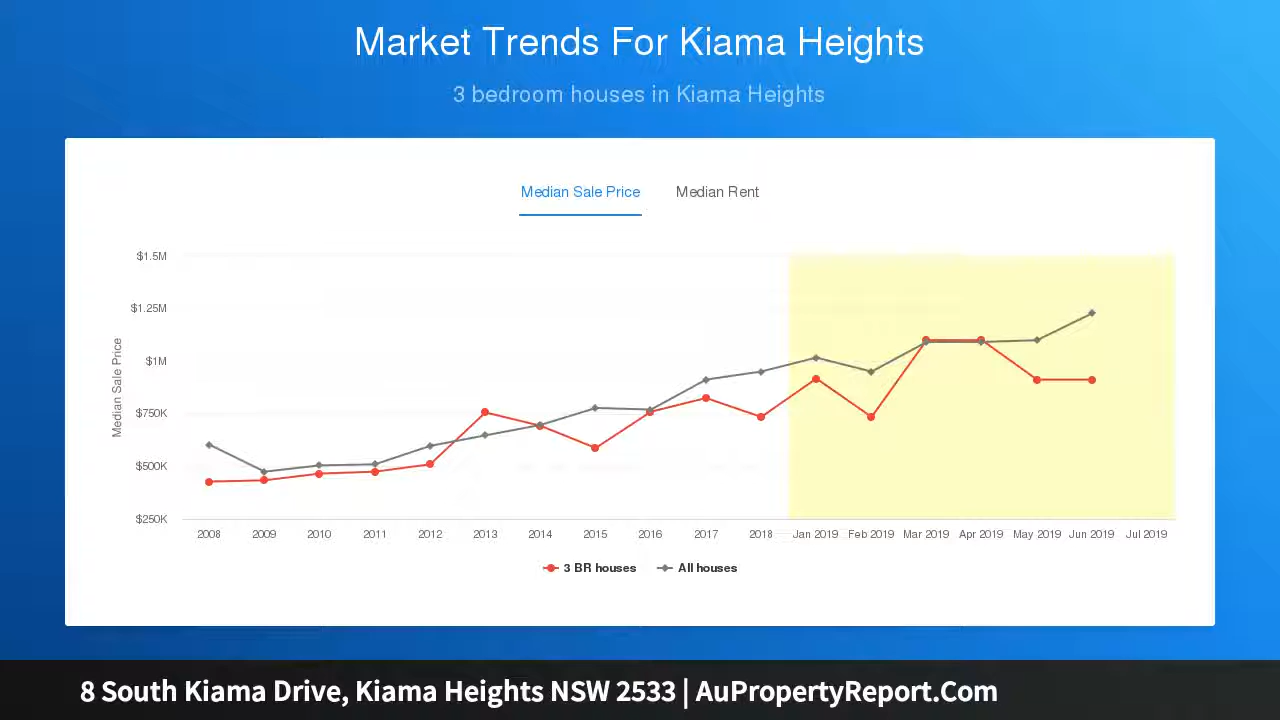 Market Trends For Kiama Heights
3 bedroom houses in Kiama Heights
Median Sale Price Median Rent
Median Sale Price
$1.5M
$1.25M
$1M
$750K
$500K
$250K
2008 2009 2010 2011 2012 2013 2014 2015 2016 2017 2018 Jan 2019 Feb 2019 Mar 2019 Apr 2019 May 2019 Jun 2019 Jul 2019
3 BR houses All houses
8 South Kiama Drive, Kiama Heights NSW 2533 | AuPropertyReport.Com